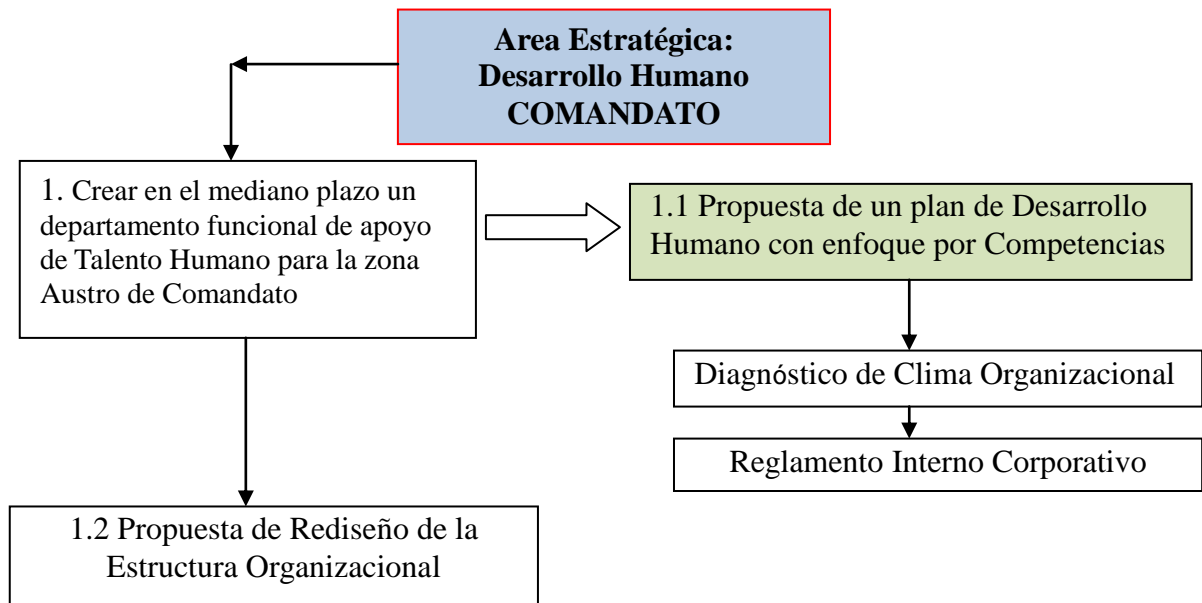 Area Estratégica:
Desarrollo Humano
COMANDATO
1. Crear en el mediano plazo un
departamento funcional de apoyo
de Talento Humano para la zona
Austro de Comandato
1.1 Propuesta de un plan de Desarrollo
Humano con enfoque por Competencias
Diagnóstico de Clima Organizacional
Reglamento Interno Corporativo
1.2 Propuesta de Rediseño de la
Estructura Organizacional